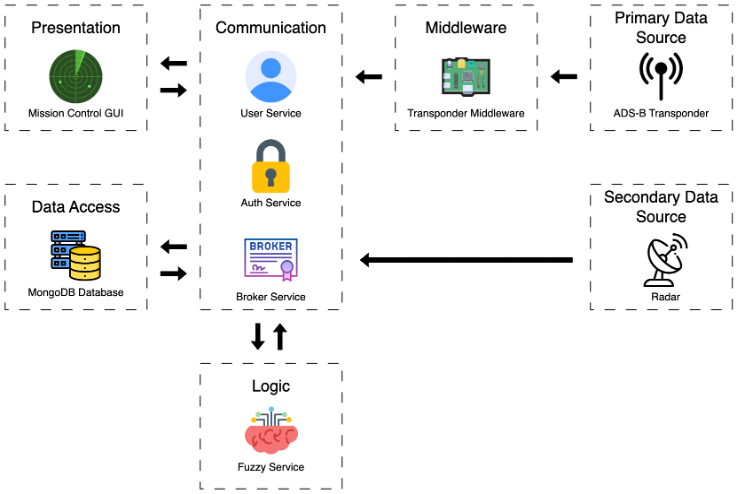 Presentation
Mission Control GUI
Communication
User Service
Auth Service
BROKER
Broker Service
Middleware
Transponder Middleware
Primary Data
Source
ADS-B Transponder
Data Access
MongoDB Database
Secondary Data
Source
Radar
Logic
Fuzzy Service